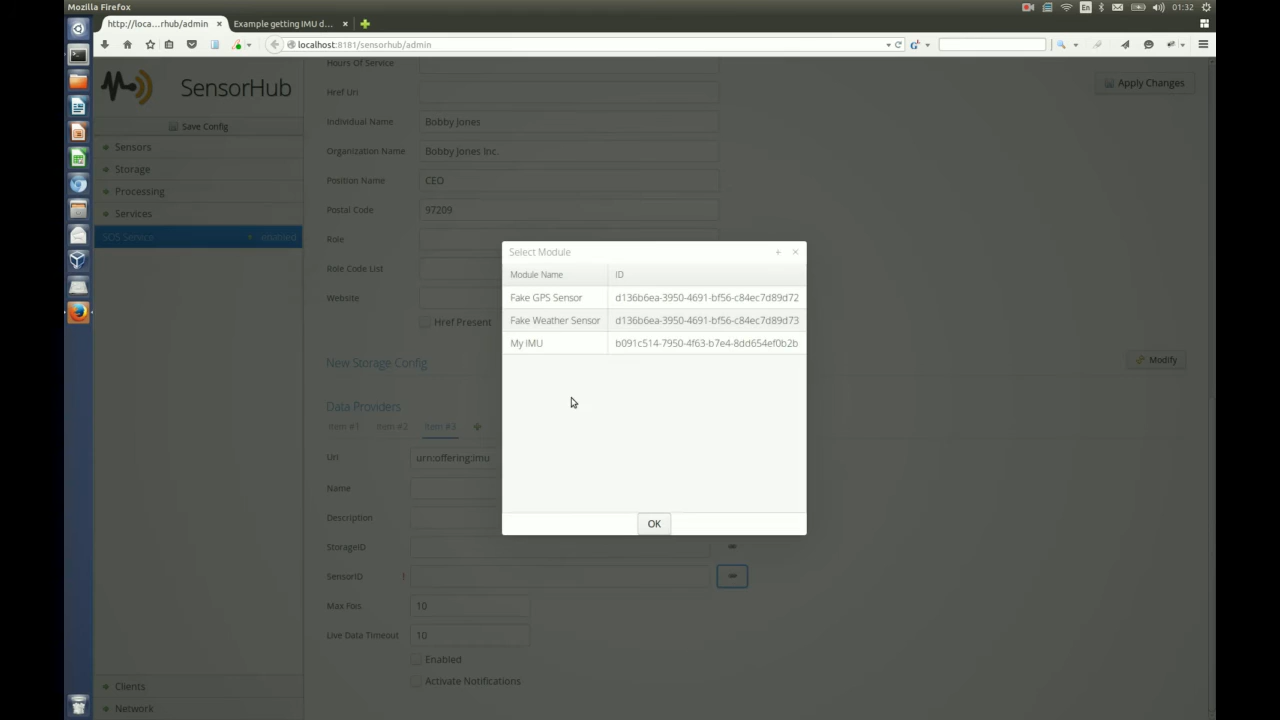 Mozilla Firefox
En
01:32
http://loca...rhub/admin
Example getting IMU d...
localhost:8181/sensorhub/admin
SensorHub
Save Config
Sensors
Storage
Processing
Services
SOS Service
enabled
Clients
Network
Apply Changes
Hours Of Service
Href Uri
Individual Name
Bobby Jones
Organization Name
Bobby Jones Inc.
Position Name
CEO
Postal Code
97209
Role
Role Code List
Website
Href Present
New Storage Config
Modify
Data Providers
Item #1 Item #2 Item #3
Uri
urn:offering:imu
Name
Description
StorageID
SensorID !
Max Fois
10
Live Data Timeout
10
Enabled
Activate Notifications
Select Module
Module Name ID
Fake GPS Sensor d136b6ea-3950-4691-bf56-c84ec7d89d72
Fake Weather Sensor d136b6ea-3950-4691-bf56-c84ec7d89d73
My IMU b091c514-7950-4f63-b7e4-8dd654ef0b2b
OK